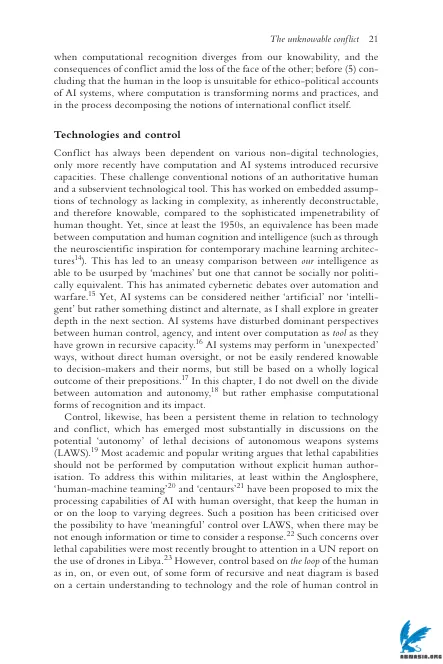 The unknowable conflict 21
when computational recognition diverges from our knowability, and the
consequences of conflict amid the loss of the face of the other; before (5) con-
cluding that the human in the loop is unsuitable for ethico-political accounts
of AI systems, where computation is transforming norms and practices, and
in the process decomposing the notions of international conflict itself.
Technologies and control
Conflict has always been dependent on various non-digital technologies,
only more recently have computation and AI systems introduced recursive
capacities. These challenge conventional notions of an authoritative human
and a subservient technological tool. This has worked on embedded assump-
tions of technology as lacking in complexity, as inherently deconstructable,
and therefore knowable, compared to the sophisticated impenetrability of
human thought. Yet, since at least the 1950s, an equivalence has been made
between computation and human cognition and intelligence (such as through
the neuroscientific inspiration for contemporary machine learning architec-
tures14). This has led to an uneasy comparison between our intelligence as
able to be usurped by ‘machines’ but one that cannot be socially nor politi-
cally equivalent. This has animated cybernetic debates over automation and
warfare.15 Yet, AI systems can be considered neither ‘artificial’ nor ‘intelli-
gent’ but rather something distinct and alternate, as I shall explore in greater
depth in the next section. AI systems have disturbed dominant perspectives
between human control, agency, and intent over computation as tool as they
have grown in recursive capacity.16 AI systems may perform in ‘unexpected’
ways, without direct human oversight, or not be easily rendered knowable
to decision-makers and their norms, but still be based on a wholly logical
outcome of their prepositions.17 In this chapter, I do not dwell on the divide
between automation and autonomy,18 but rather emphasise computational
forms of recognition and its impact.
Control, likewise, has been a persistent theme in relation to technology
and conflict, which has emerged most substantially in discussions on the
potential ‘autonomy’ of lethal decisions of autonomous weapons systems
(LAWS).19 Most academic and popular writing argues that lethal capabilities
should not be performed by computation without explicit human author-
isation. To address this within militaries, at least within the Anglosphere,
‘human-machine teaming’20 and ‘centaurs’21 have been proposed to mix the
processing capabilities of AI with human oversight, that keep the human in
or on the loop to varying degrees. Such a position has been criticised over
the possibility to have ‘meaningful’ control over LAWS, when there may be
not enough information or time to consider a response.22 Such concerns over
lethal capabilities were most recently brought to attention in a UN report on
the use of drones in Libya.23 However, control based on the loop of the human
as in, on, or even out, of some form of recursive and neat diagram is based
on a certain understanding to technology and the role of human control in